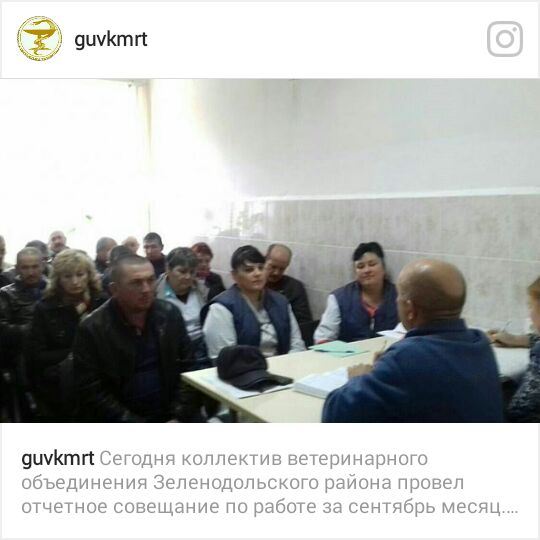 guvkmrt
guvkmrt Сегодня коллектив ветеринарного
объединения Зеленодольского района провел
отчетное совещание по работе за сентябрь месяц....